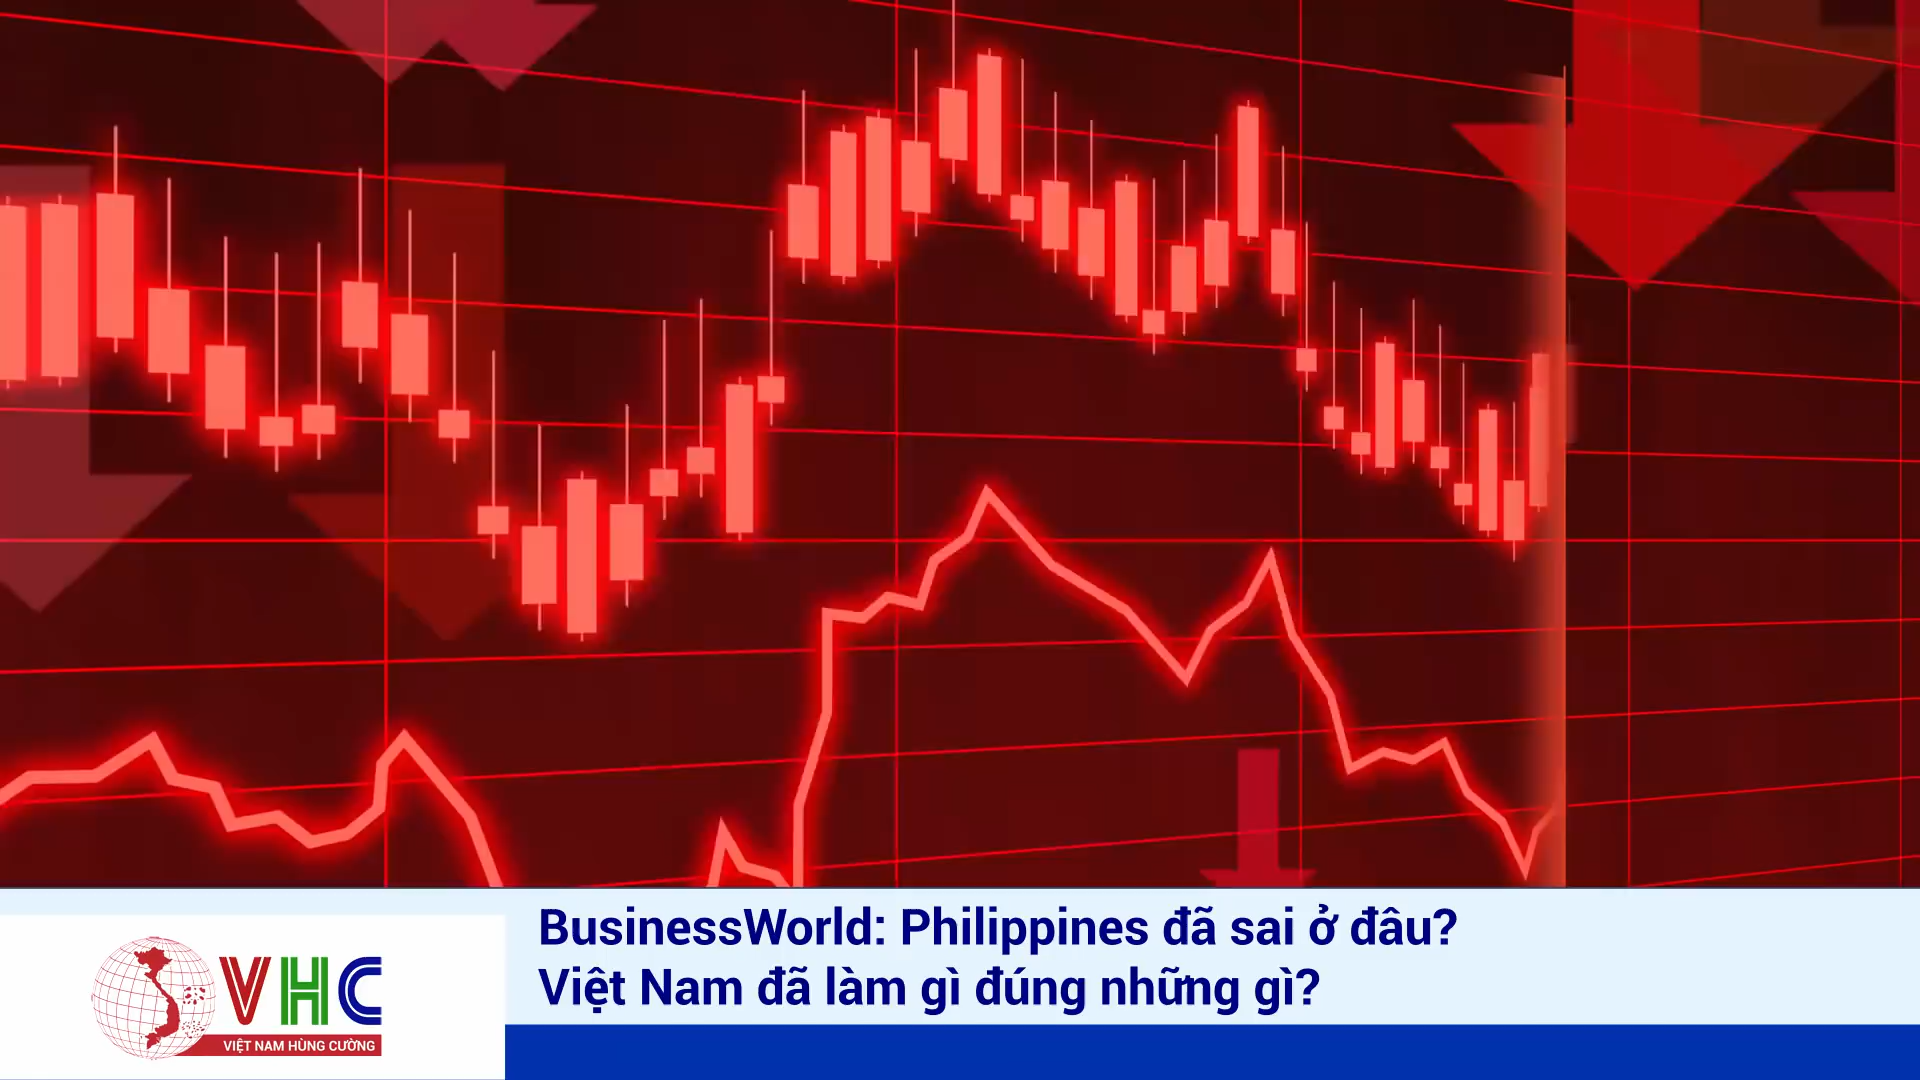 BusinessWorld: Philippines đã sai ở đâu?
Việt Nam đã làm gì đúng những gì?
VHC
VIỆT NAM HÙNG CƯỜNG